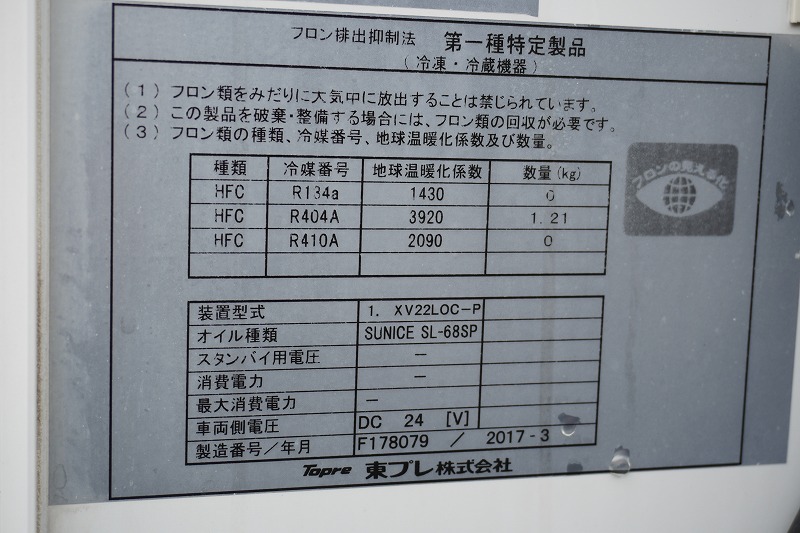 フロン排出抑制法 第一種特定製品
(冷凍・冷蔵機器)
(1) フロン類をみだりに大気中に放出することは禁じられています。
(2) この製品を破棄・整備する場合には、フロン類の回収が必要です。
(3) フロン類の種類、冷媒番号、地球温暖化係数及び数量。
種類 冷媒番号 地球温暖化係数 数量(kg)
HFC R134a 1430 0
HFC R404A 3920 1.21
HFC R410A 2090 0
フロンの見える化
装置型式 1. XV22LOC-P
オイル種類 SUNICE SL-68SP
スタンバイ用電圧 －
消費電力 －
最大消費電力 －
車両側電圧 DC 24 [V]
製造番号／年月 F178079 / 2017-3
Topre 東プレ株式会社